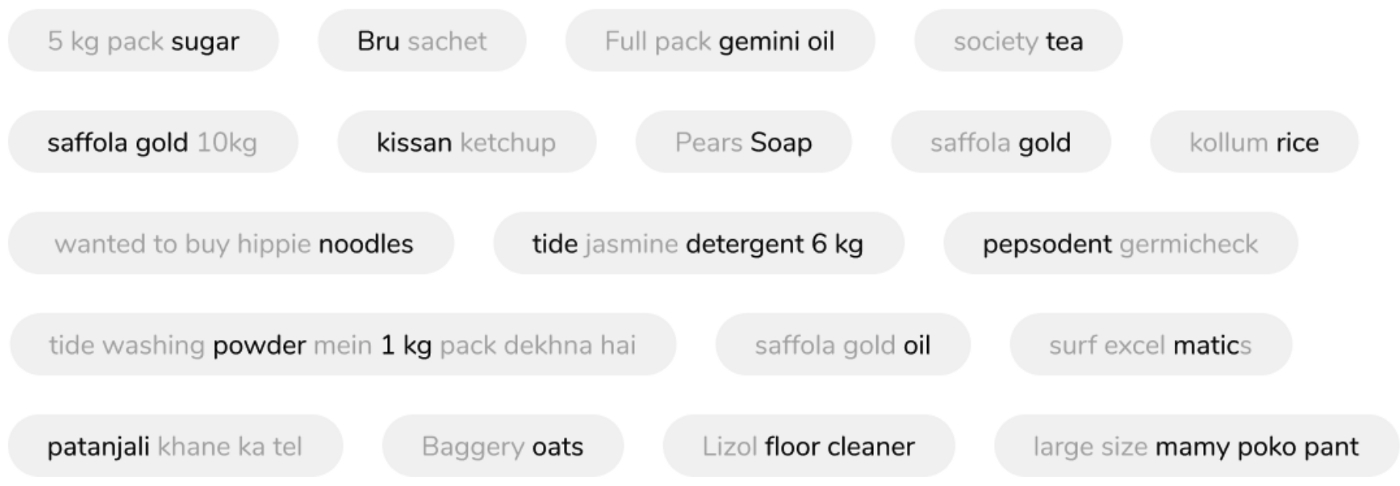 5 kg pack sugar Bru sachet Full pack gemini oil society tea
saffola gold 10kg kissan ketchup Pears Soap saffola gold kollum rice
wanted to buy hippie noodles tide jasmine detergent 6 kg pepsodent germicheck
tide washing powder mein 1 kg pack dekhna hai saffola gold oil surf excel matics
patanjali khane ka tel Baggery oats Lizol floor cleaner large size mamy poko pant